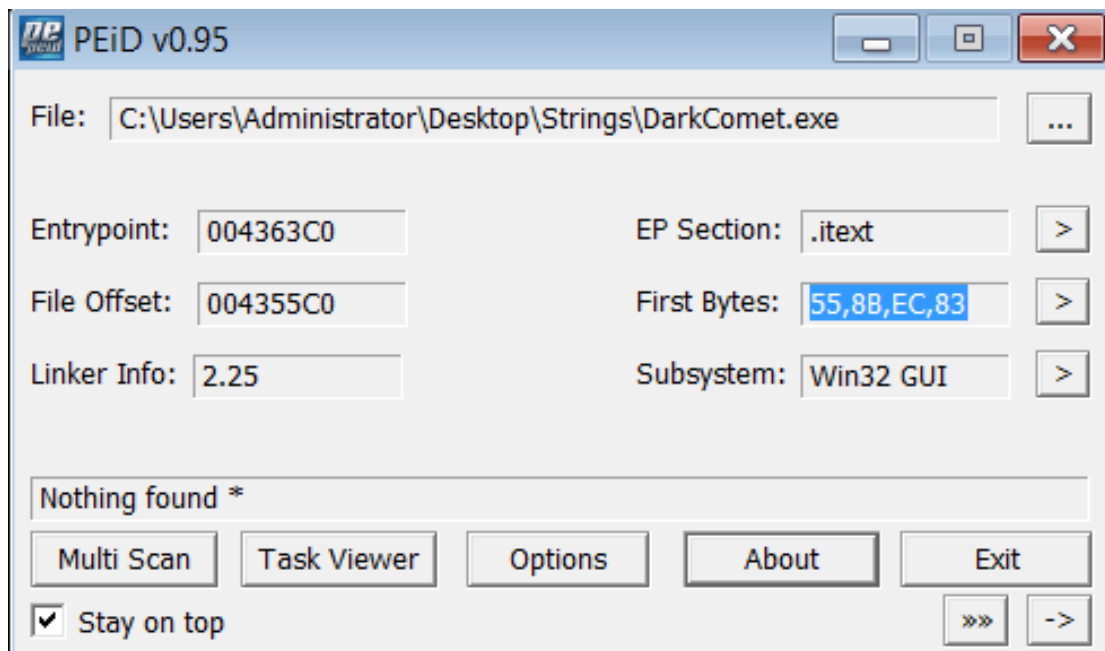 PEiD v0.95
File: C:\Users\Administrator\Desktop\Strings\DarkComet.exe ...
Entrypoint: 004363C0 EP Section: .itext >
File Offset: 004355C0 First Bytes: 55,8B,EC,83 >
Linker Info: 2.25 Subsystem: Win32 GUI >
Nothing found *
Multi Scan Task Viewer Options About Exit
Stay on top »» ->